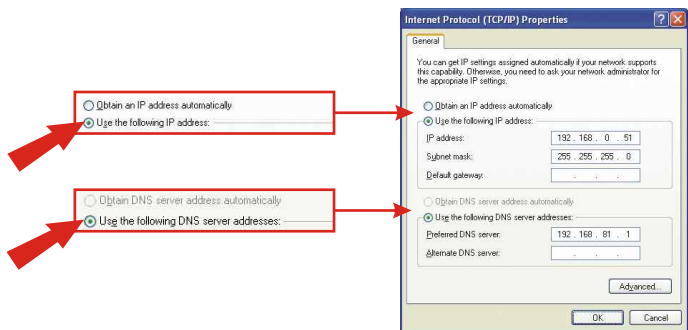 Obtain an IP address automatically
Use the following IP address:
Obtain DNS server address automatically
Use the following DNS server addresses:
Internet Protocol (TCP/IP) Properties
General
You can get IP settings assigned automatically if your network supports
this capability. Otherwise, you need to ask your network administrator for
the appropriate IP settings.
Obtain an IP address automatically
Use the following IP address:
IP address: 192 . 168 . 0 . 51
Subnet mask: 255 . 255 . 255 . 0
Default gateway: . . .
Obtain DNS server address automatically
Use the following DNS server addresses:
Preferred DNS server: 192 . 168 . 81 . 1
Alternate DNS server: . . .
Advanced...
OK Cancel